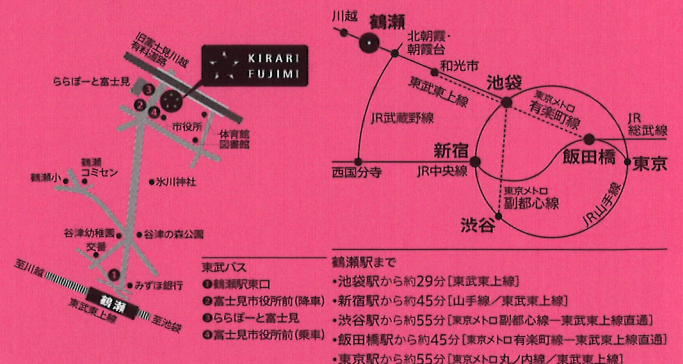 旧富士見川越
有料道路
KIRARI
FUJIMI
ららぽーと富士見
❸
❷
❹
市役所
体育館
図書館
鶴瀬
コミセン
鶴瀬小
氷川神社
谷津幼稚園
谷津の森公園
交番
❶
至川越
みずほ銀行
鶴瀬
東武東上線
至池袋
東武バス
❶鶴瀬駅東口
❷富士見市役所前(降車)
❸ららぽーと富士見
❹富士見市役所前(乗車)
川越
鶴瀬
北朝霞・
朝霞台
和光市
東武東上線
池袋
東京メトロ
有楽町線
JR武蔵野線
JR
総武線
新宿
飯田橋
東京
西国分寺
JR中央線
東京メトロ
副都心線
JR山手線
渋谷
鶴瀬駅まで
•池袋駅から約29分[東武東上線]
•新宿駅から約45分[山手線/東武東上線]
•渋谷駅から約55分[東京メトロ副都心線―東武東上線直通]
•飯田橋駅から約45分[東京メトロ有楽町線―東武東上線直通]
•東京駅から約55分[東京メトロ丸ノ内線/東武東上線]